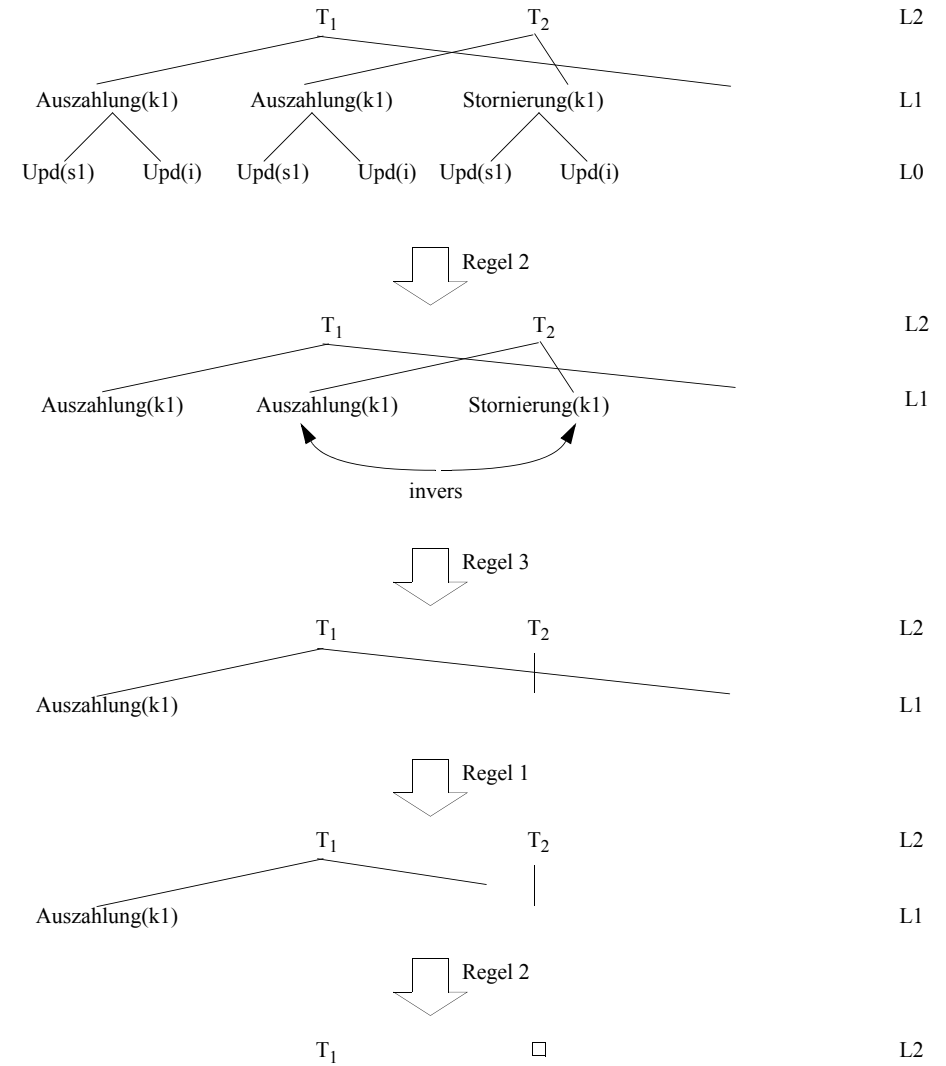 T1 T2 L2
Auszahlung(k1) Auszahlung(k1) Stornierung(k1) L1
Upd(s1) Upd(i) Upd(s1) Upd(i) Upd(s1) Upd(i) L0
Regel 2
T1 T2 L2
Auszahlung(k1) Auszahlung(k1) Stornierung(k1) L1
invers
Regel 3
T1 T2 L2
Auszahlung(k1) L1
Regel 1
T1 T2 L2
Auszahlung(k1) L1
Regel 2
T1 □ L2